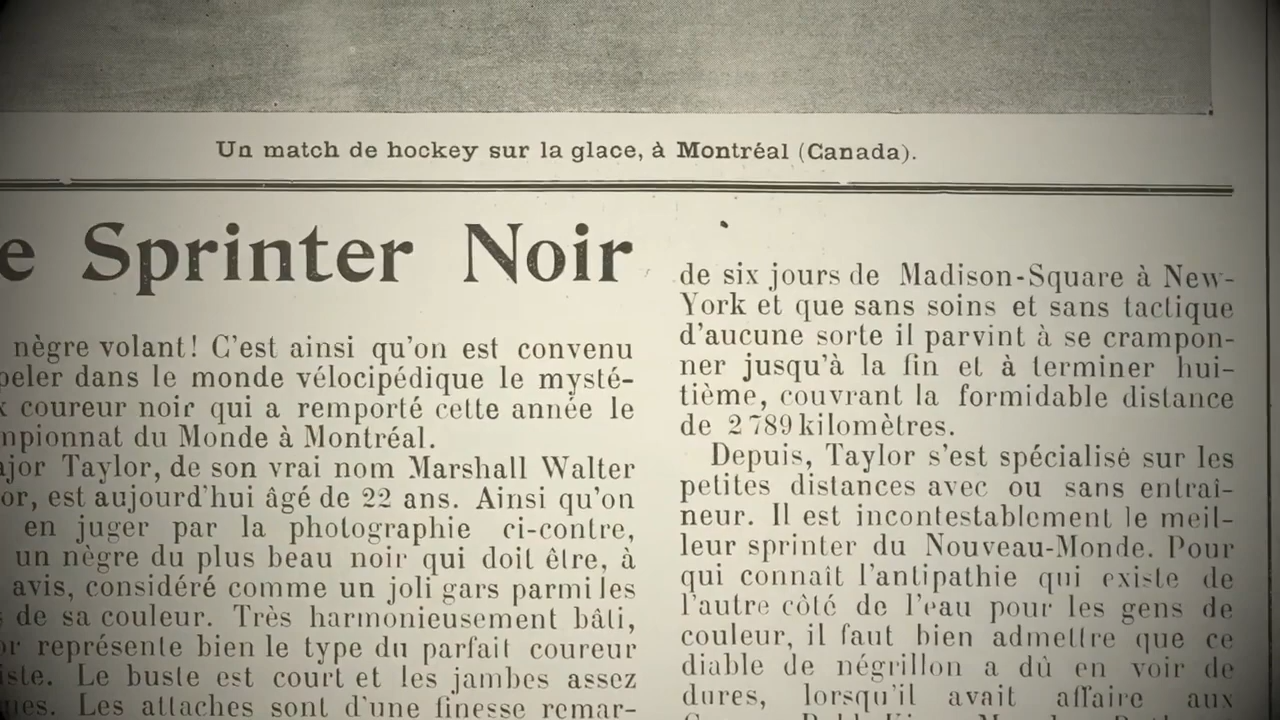 Un match de hockey sur la glace, à Montréal (Canada).
e Sprinter Noir
nègre volant! C'est ainsi qu'on est convenu
peler dans le monde vélocipédique le mysté-
x coureur noir qui a remporté cette année le
mpionnat du Monde à Montréal.
ajor Taylor, de son vrai nom Marshall Walter
or, est aujourd'hui âgé de 22 ans. Ainsi qu'on
en juger par la photographie ci-contre,
un nègre du plus beau noir qui doit être, à
avis, considéré comme un joli gars parmi les
s de sa couleur. Très harmonieusement bâti,
or représente bien le type du parfait coureur
iste. Le buste est court et les jambes assez
ues. Les attaches sont d'une finesse remar-
de six jours de Madison-Square à New-
York et que sans soins et sans tactique
d'aucune sorte il parvint à se crampon-
ner jusqu'à la fin et à terminer hui-
tième, couvrant la formidable distance
de 2789 kilomètres.
Depuis, Taylor s'est spécialisé sur les
petites distances avec ou sans entraî-
neur. Il est incontestablement le meil-
leur sprinter du Nouveau-Monde. Pour
qui connaît l'antipathie qui existe de
l'autre côté de l'eau pour les gens de
couleur, il faut bien admettre que ce
diable de négrillon a dû en voir de
dures, lorsqu'il avait affaire aux